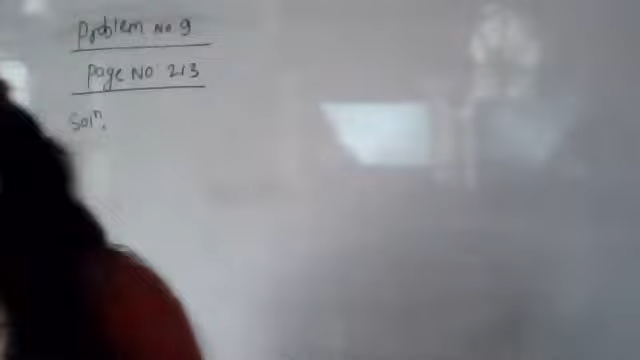 Problem No 9
Page No 213
Solⁿ.